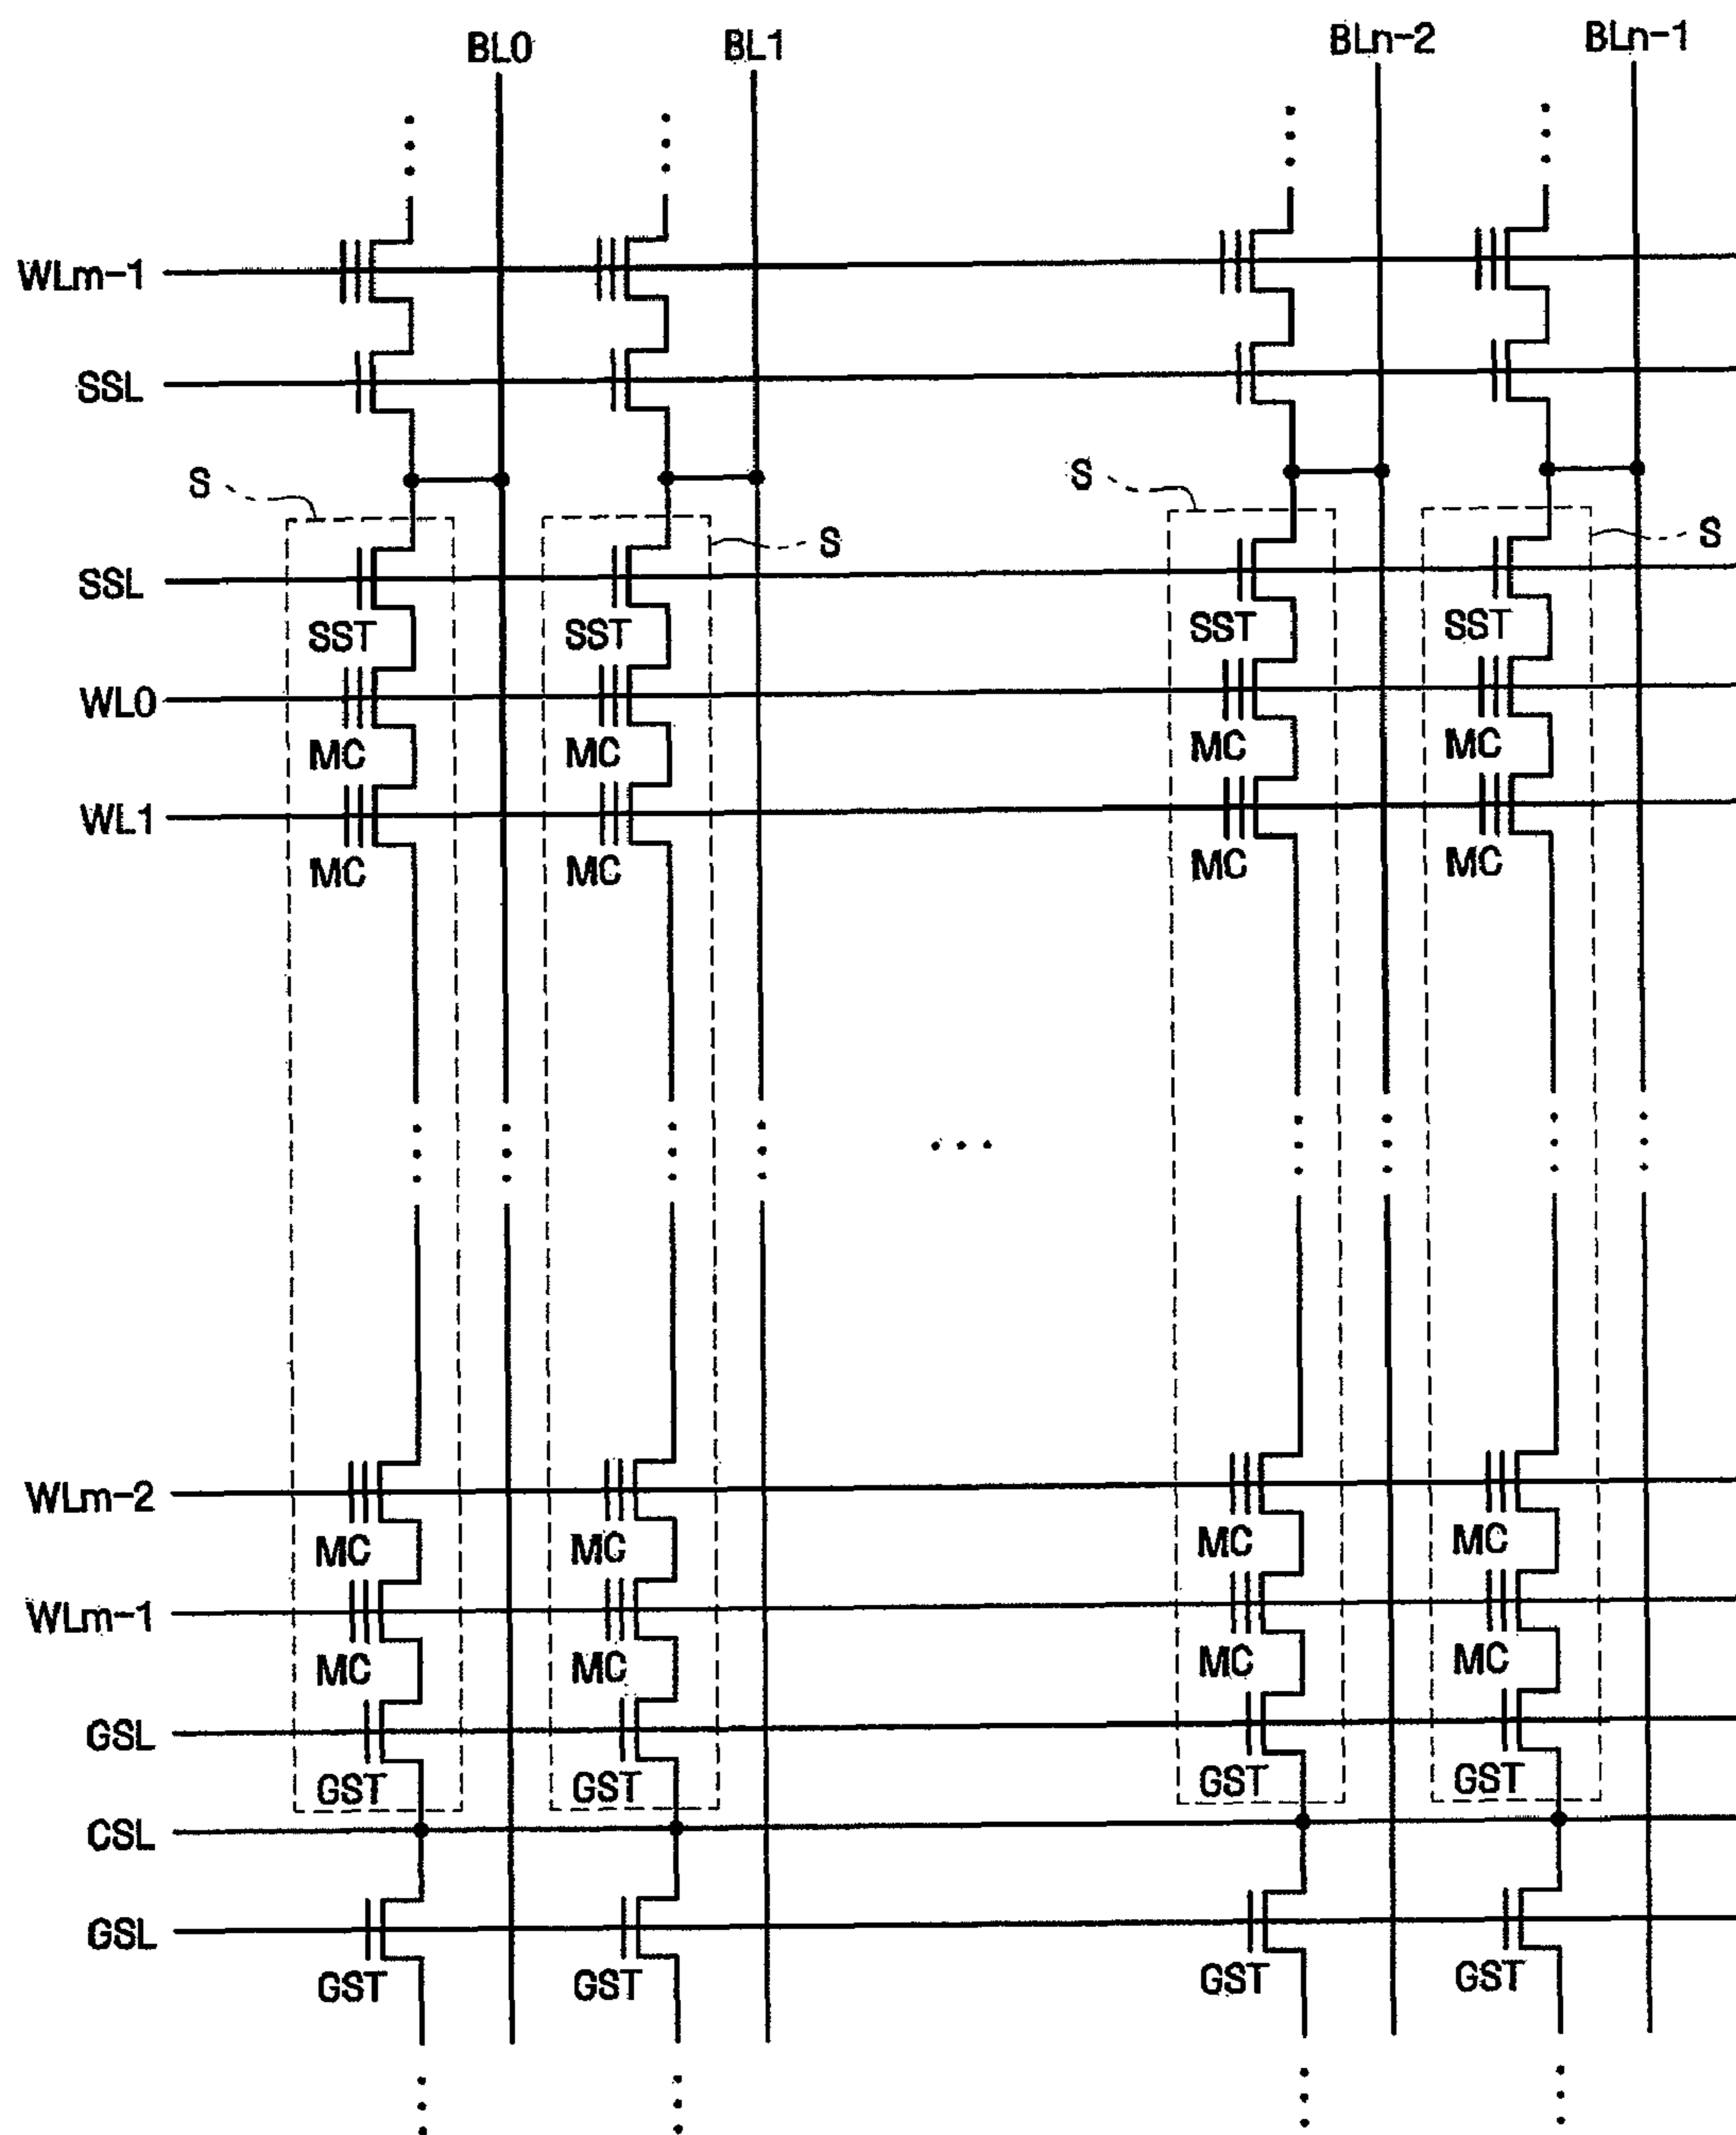 BL0 BL1 BLn-2 BLn-1
WLm-1
SSL
S S
S S
SSL
SST SST SST SST
WL0
MC MC MC MC
WL1
MC MC MC MC
WLm-2
MC MC MC MC
WLm-1
MC MC MC MC
GSL
GST GST GST GST
CSL
GSL
GST GST GST GST